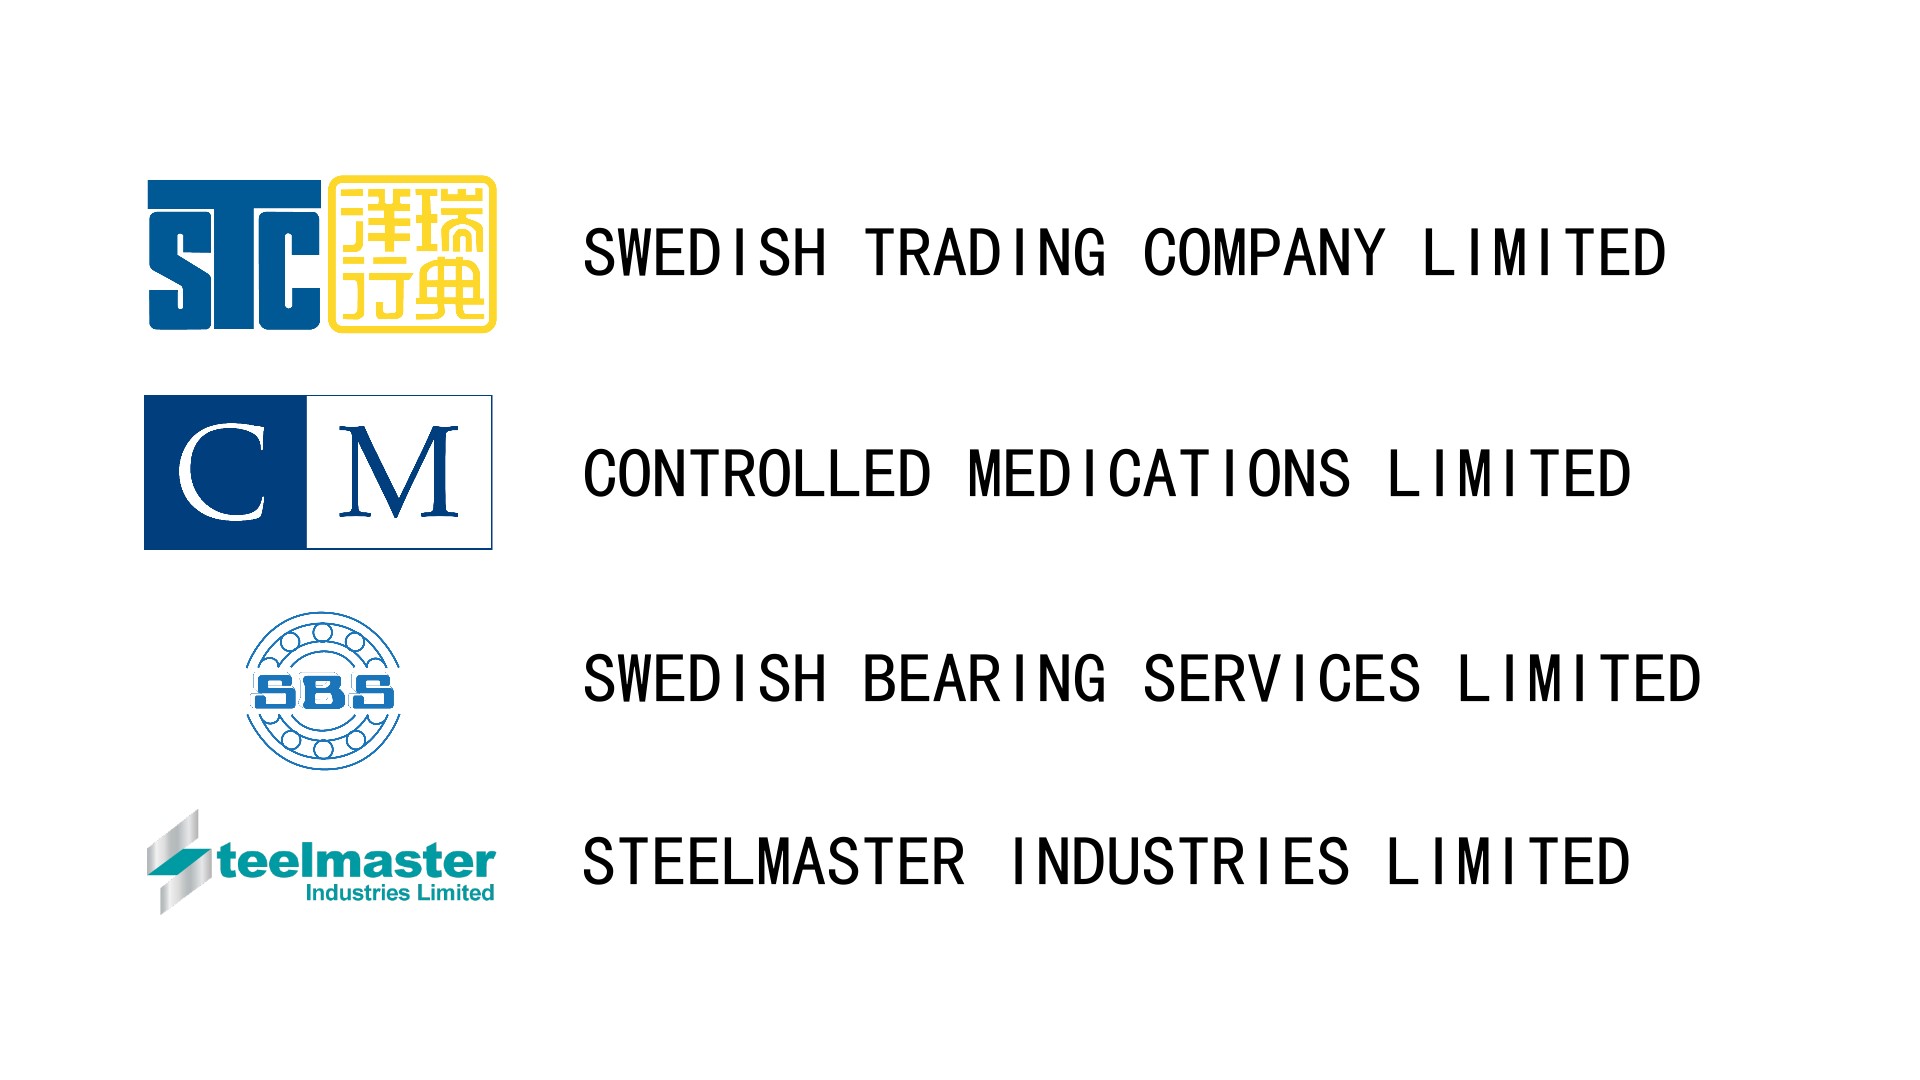 STC 瑞典洋行
SWEDISH TRADING COMPANY LIMITED
C M
CONTROLLED MEDICATIONS LIMITED
SBS
SWEDISH BEARING SERVICES LIMITED
Steelmaster
Industries Limited
STEELMASTER INDUSTRIES LIMITED